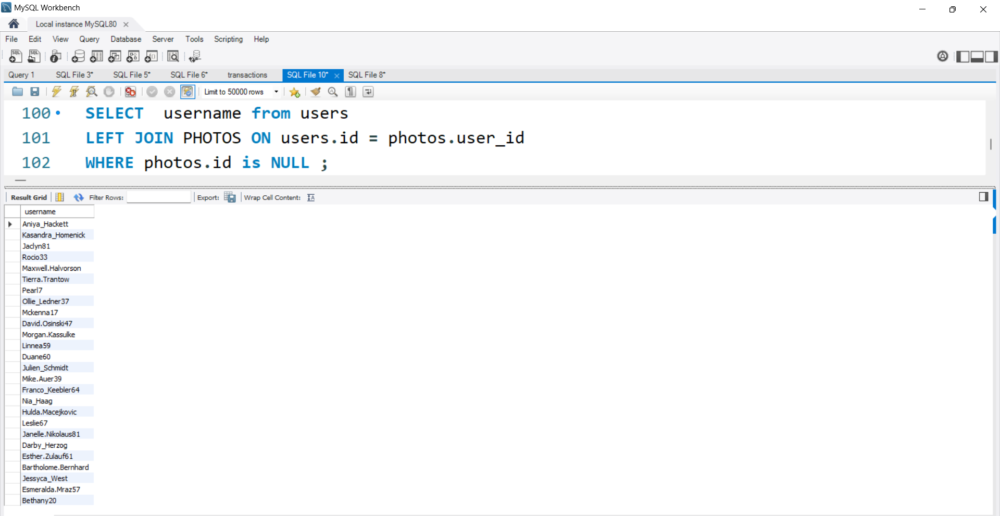 MySQL Workbench
Local instance MySQL80
File Edit View Query Database Server Tools Scripting Help
Query 1 SQL File 3* SQL File 5* SQL File 6* transactions SQL File 10* SQL File 8*
Limit to 50000 rows
100 SELECT username from users
101 LEFT JOIN PHOTOS ON users.id = photos.user_id
102 WHERE photos.id is NULL ;
Result Grid Filter Rows: Export: Wrap Cell Content:
username
Aniya_Hackett
Kasandra_Homenick
Jaclyn81
Rocio33
Maxwell.Halvorson
Tierra.Trantow
Pearl7
Ollie_Ledner37
Mckenna17
David.Osinski47
Morgan.Kassulke
Linnea59
Duane60
Julien_Schmidt
Mike.Auer39
Franco_Keebler64
Nia_Haag
Hulda.Macejkovic
Leslie67
Janelle.Nikolaus81
Darby_Herzog
Esther.Zulauf61
Bartholome.Bernhard
Jessyca_West
Esmeralda.Mraz57
Bethany20